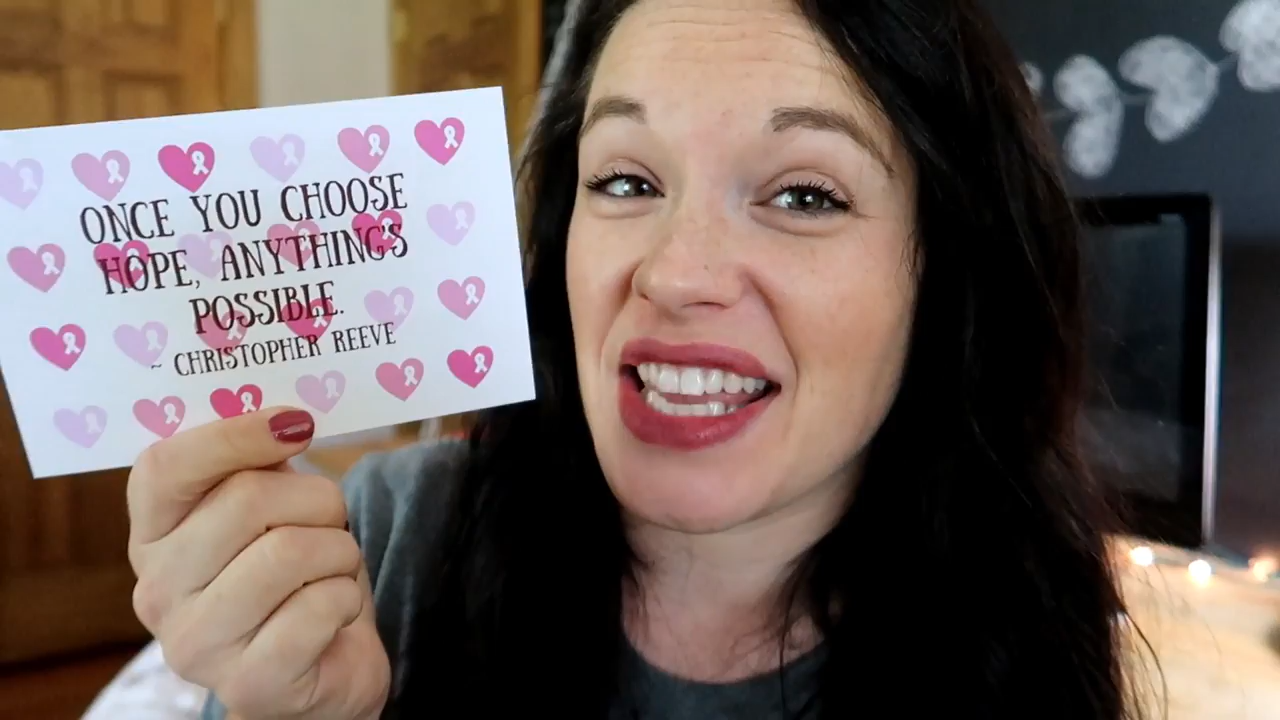 ONCE YOU CHOOSE
HOPE, ANYTHING'S
POSSIBLE.
~ CHRISTOPHER REEVE